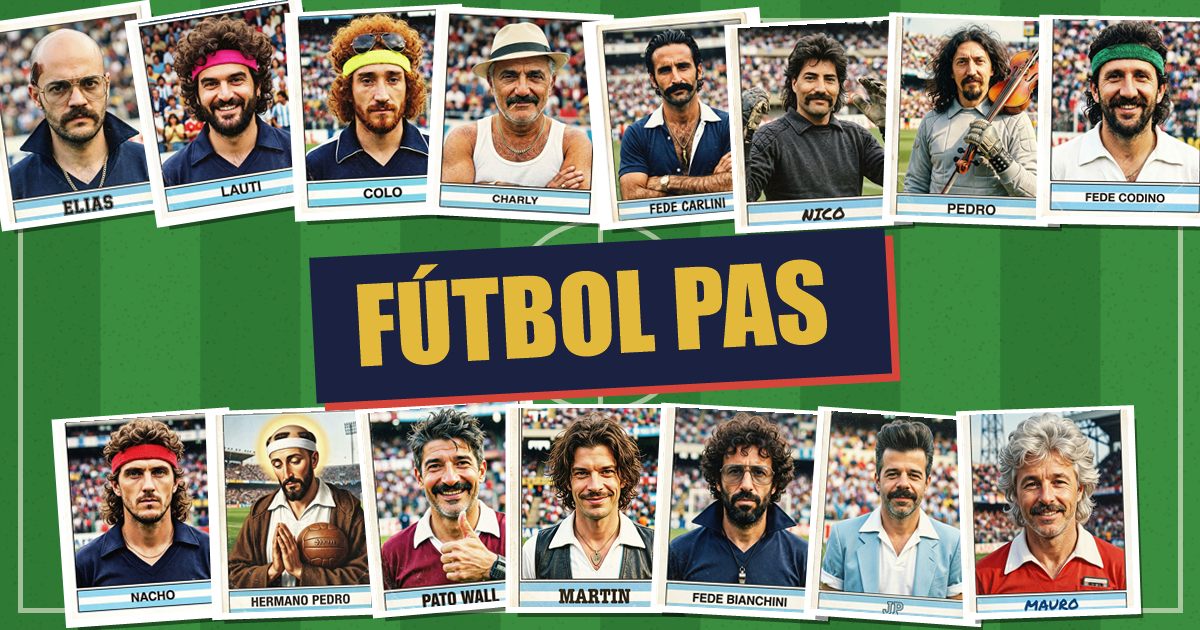 ELIAS
LAUTI
COLO
CHARLY
FEDE CARLINI
NICO
PEDRO
FEDE CODINO
FÚTBOL PAS
NACHO
HERMANO PEDRO
PATO WALL
MARTIN
FEDE BIANCHINI
JP
MAURO